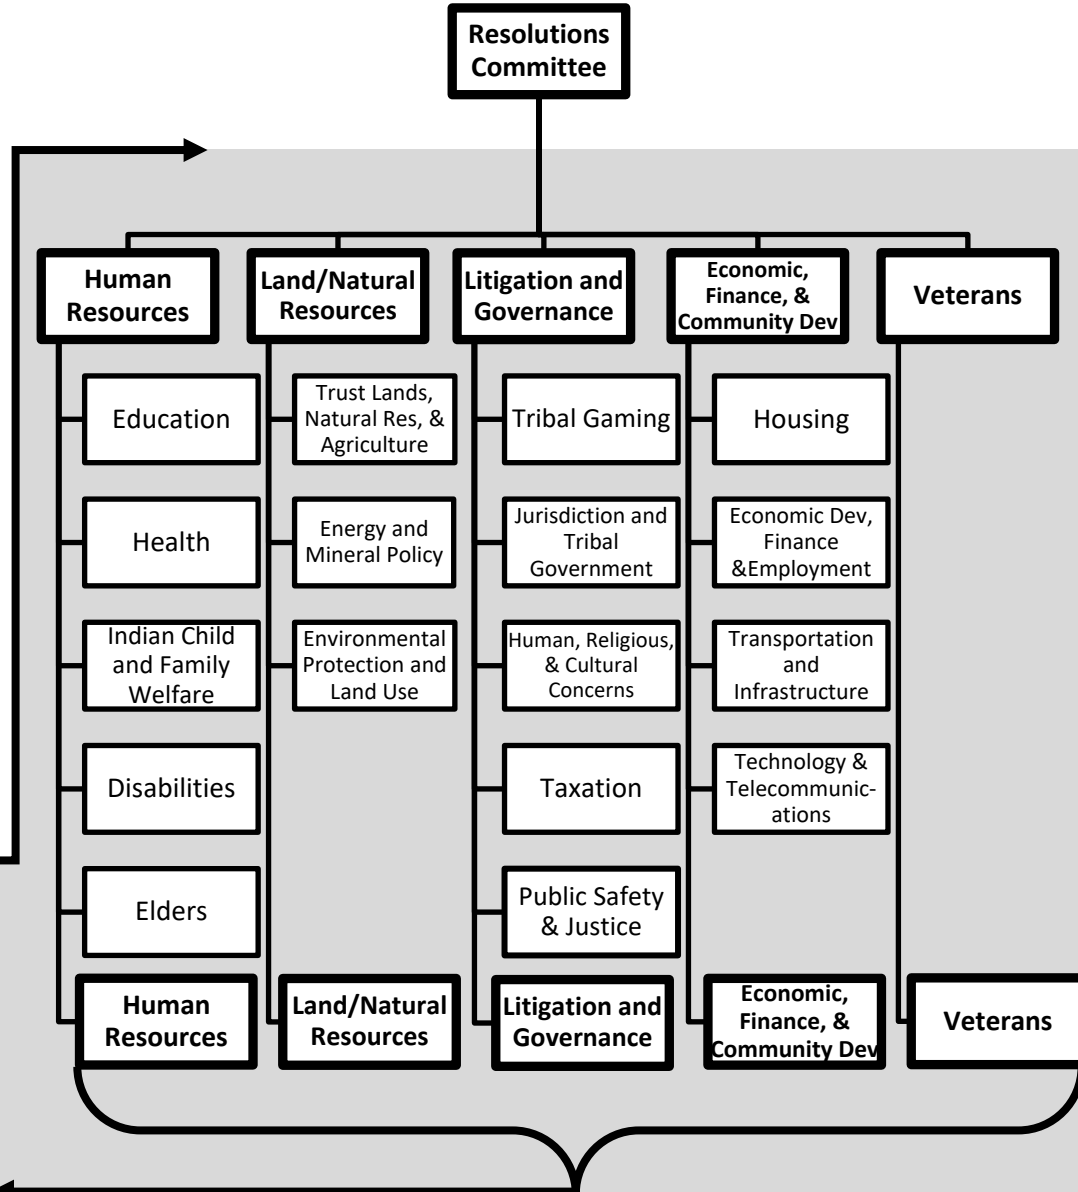 Resolutions
Committee
Human
Resources
Land/Natural
Resources
Litigation and
Governance
Economic,
Finance, &
Community Dev
Veterans
Education
Health
Indian Child
and Family
Welfare
Disabilities
Elders
Human
Resources
Trust Lands,
Natural Res, &
Agriculture
Energy and
Mineral Policy
Environmental
Protection and
Land Use
Land/Natural
Resources
Tribal Gaming
Jurisdiction and
Tribal
Government
Human, Religious,
& Cultural
Concerns
Taxation
Public Safety
& Justice
Litigation and
Governance
Housing
Economic Dev,
Finance
&Employment
Transportation
and
Infrastructure
Technology &
Telecommunic-
ations
Economic,
Finance, &
Community Dev
Veterans